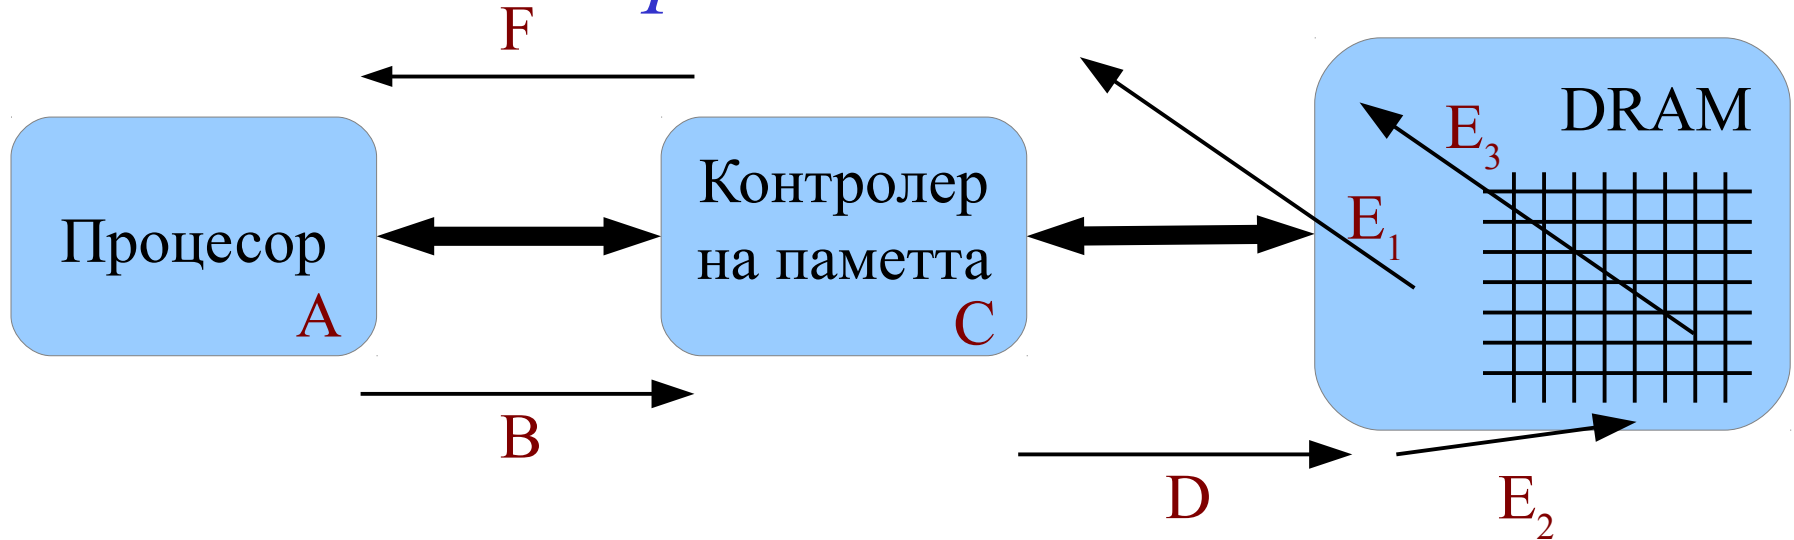 F
DRAM
E3
Контролер
на паметта
E1
Процесор
A
C
B
D
E2